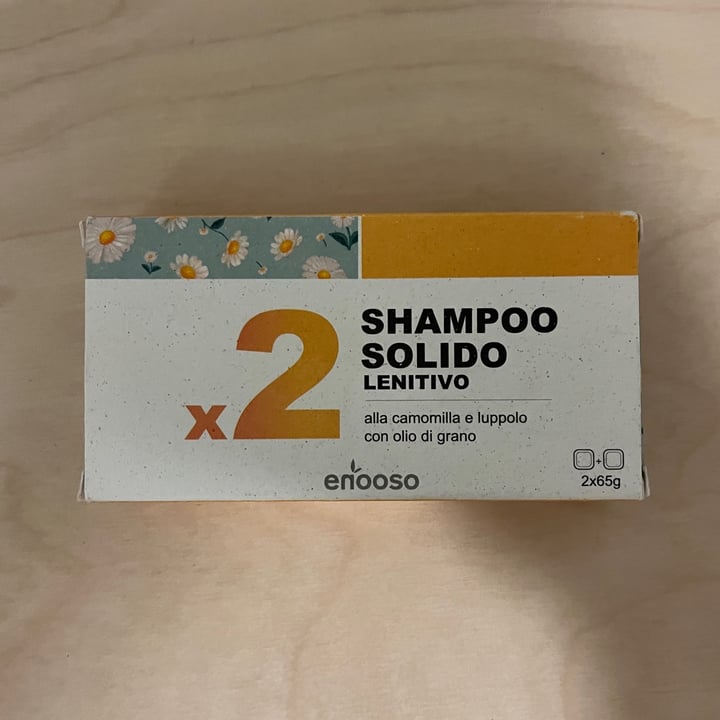 x2
SHAMPOO
SOLIDO
LENITIVO
alla camomilla e luppolo
con olio di grano
enooso
+
2x65g